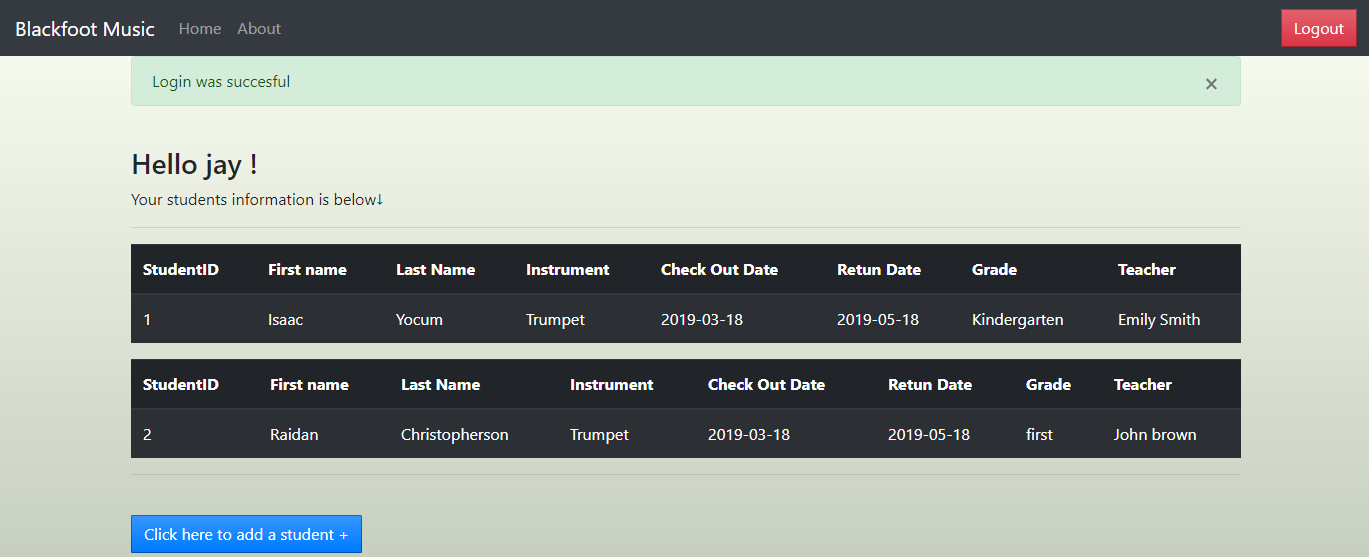 Blackfoot Music Home About Logout
Login was succesful ×
Hello jay !
Your students information is below↓
StudentID First name Last Name Instrument Check Out Date Retun Date Grade Teacher
1 Isaac Yocum Trumpet 2019-03-18 2019-05-18 Kindergarten Emily Smith
StudentID First name Last Name Instrument Check Out Date Retun Date Grade Teacher
2 Raidan Christopherson Trumpet 2019-03-18 2019-05-18 first John brown
Click here to add a student +